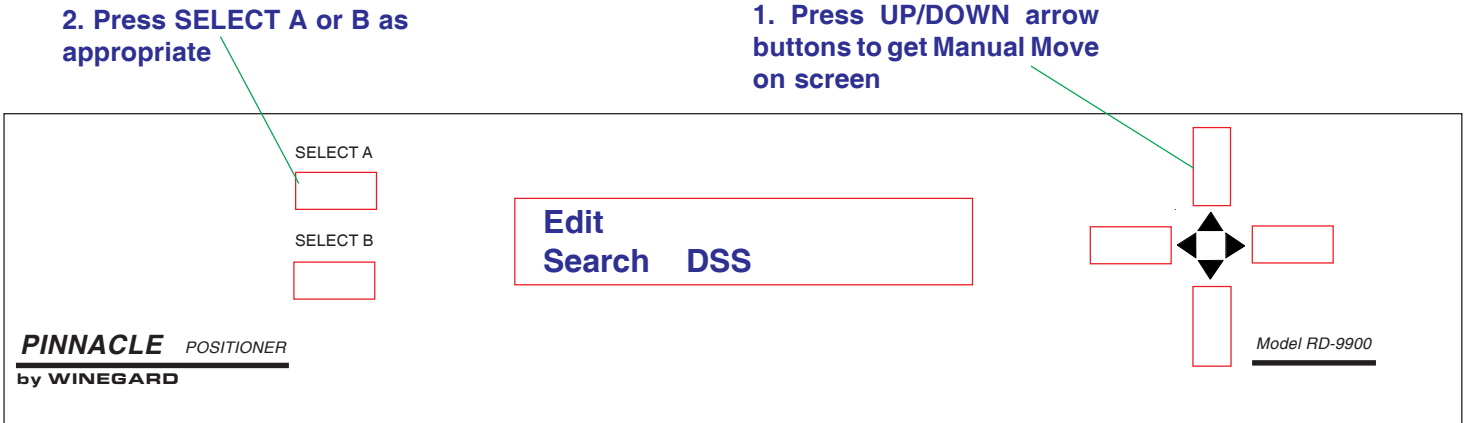 2. Press SELECT A or B as
appropriate
1. Press UP/DOWN arrow
buttons to get Manual Move
on screen
SELECT A
SELECT B
Edit
Search DSS
PINNACLE POSITIONER
by WINEGARD
Model RD-9900